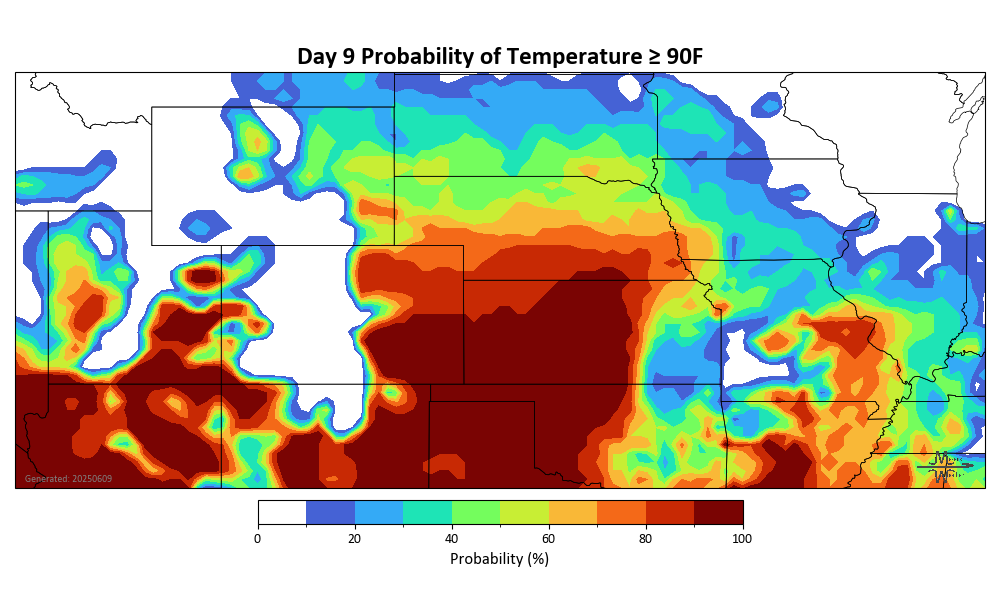 Day 9 Probability of Temperature ≥ 90F
Generated: 20250609
0 20 40 60 80 100
Probability (%)